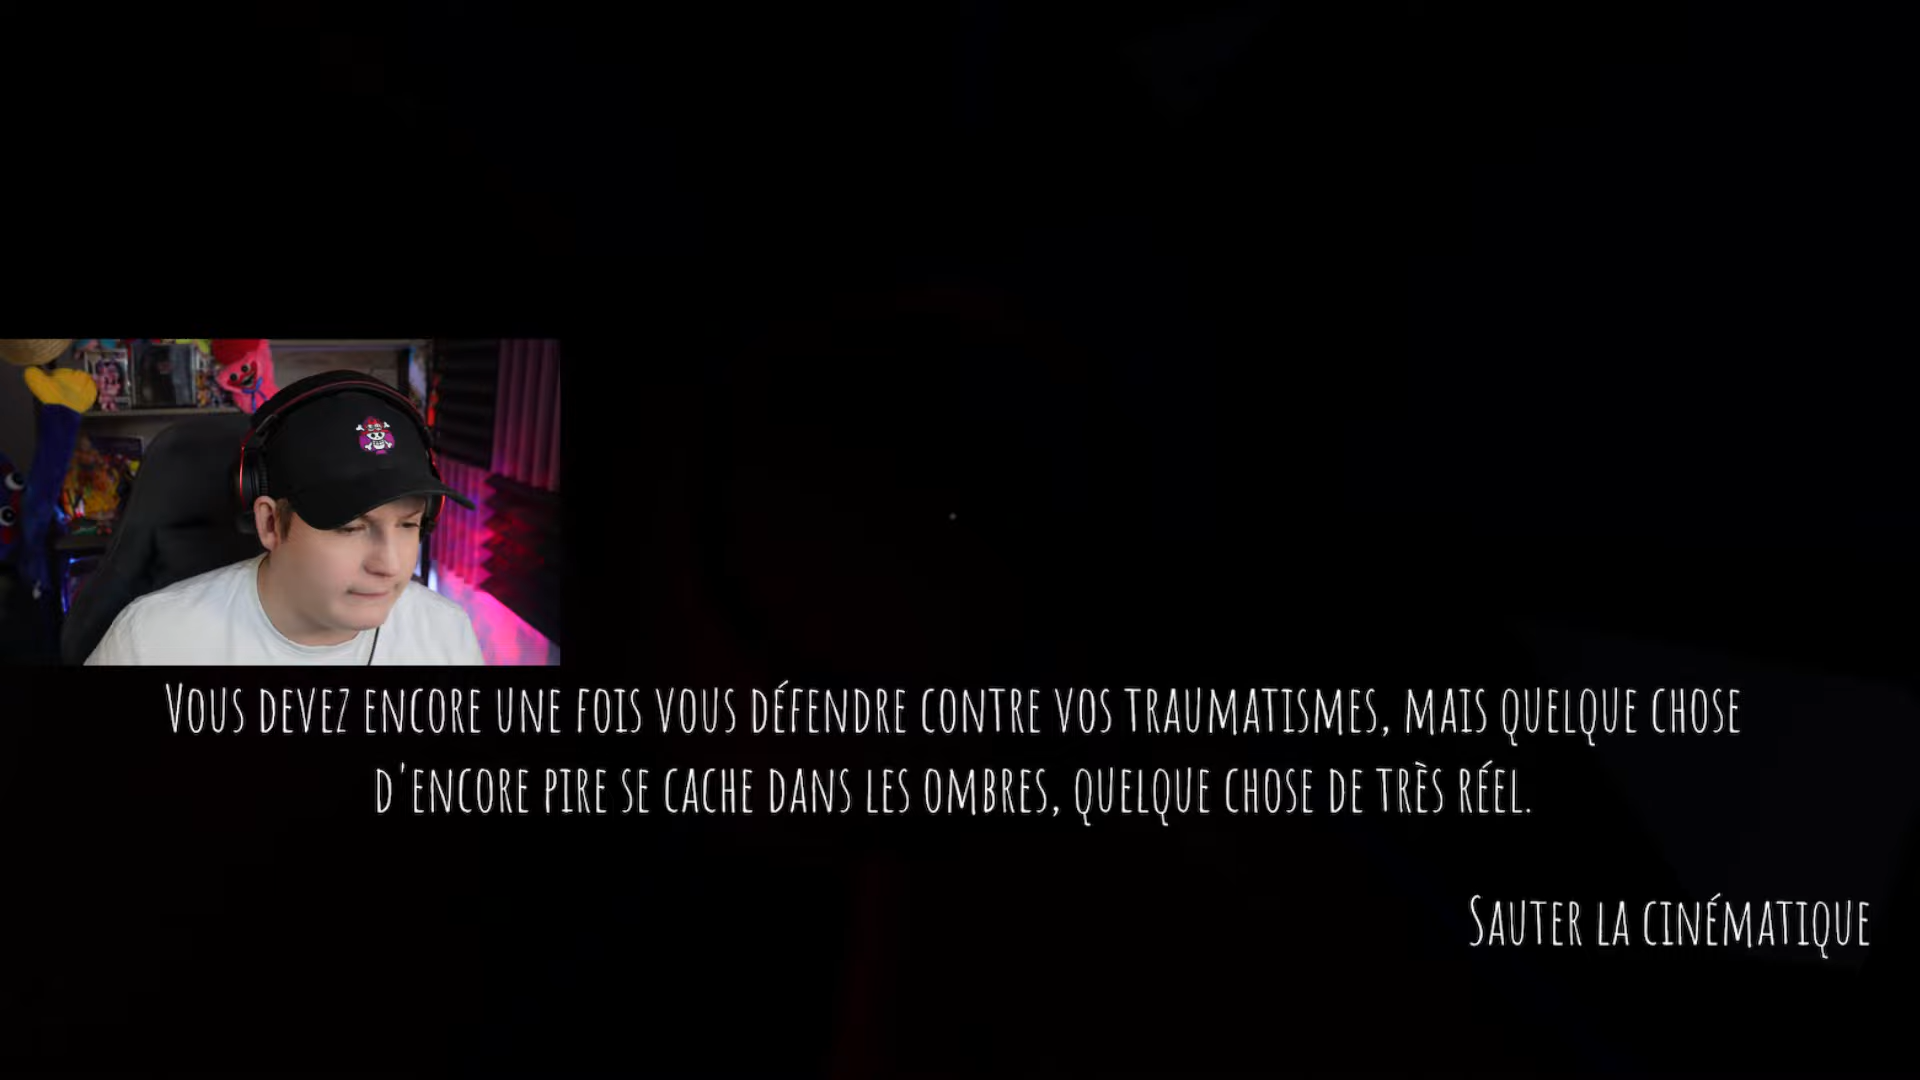 Vous devez encore une fois vous défendre contre vos traumatismes, mais quelque chose
d'encore pire se cache dans les ombres, quelque chose de très réel.
Sauter la cinématique